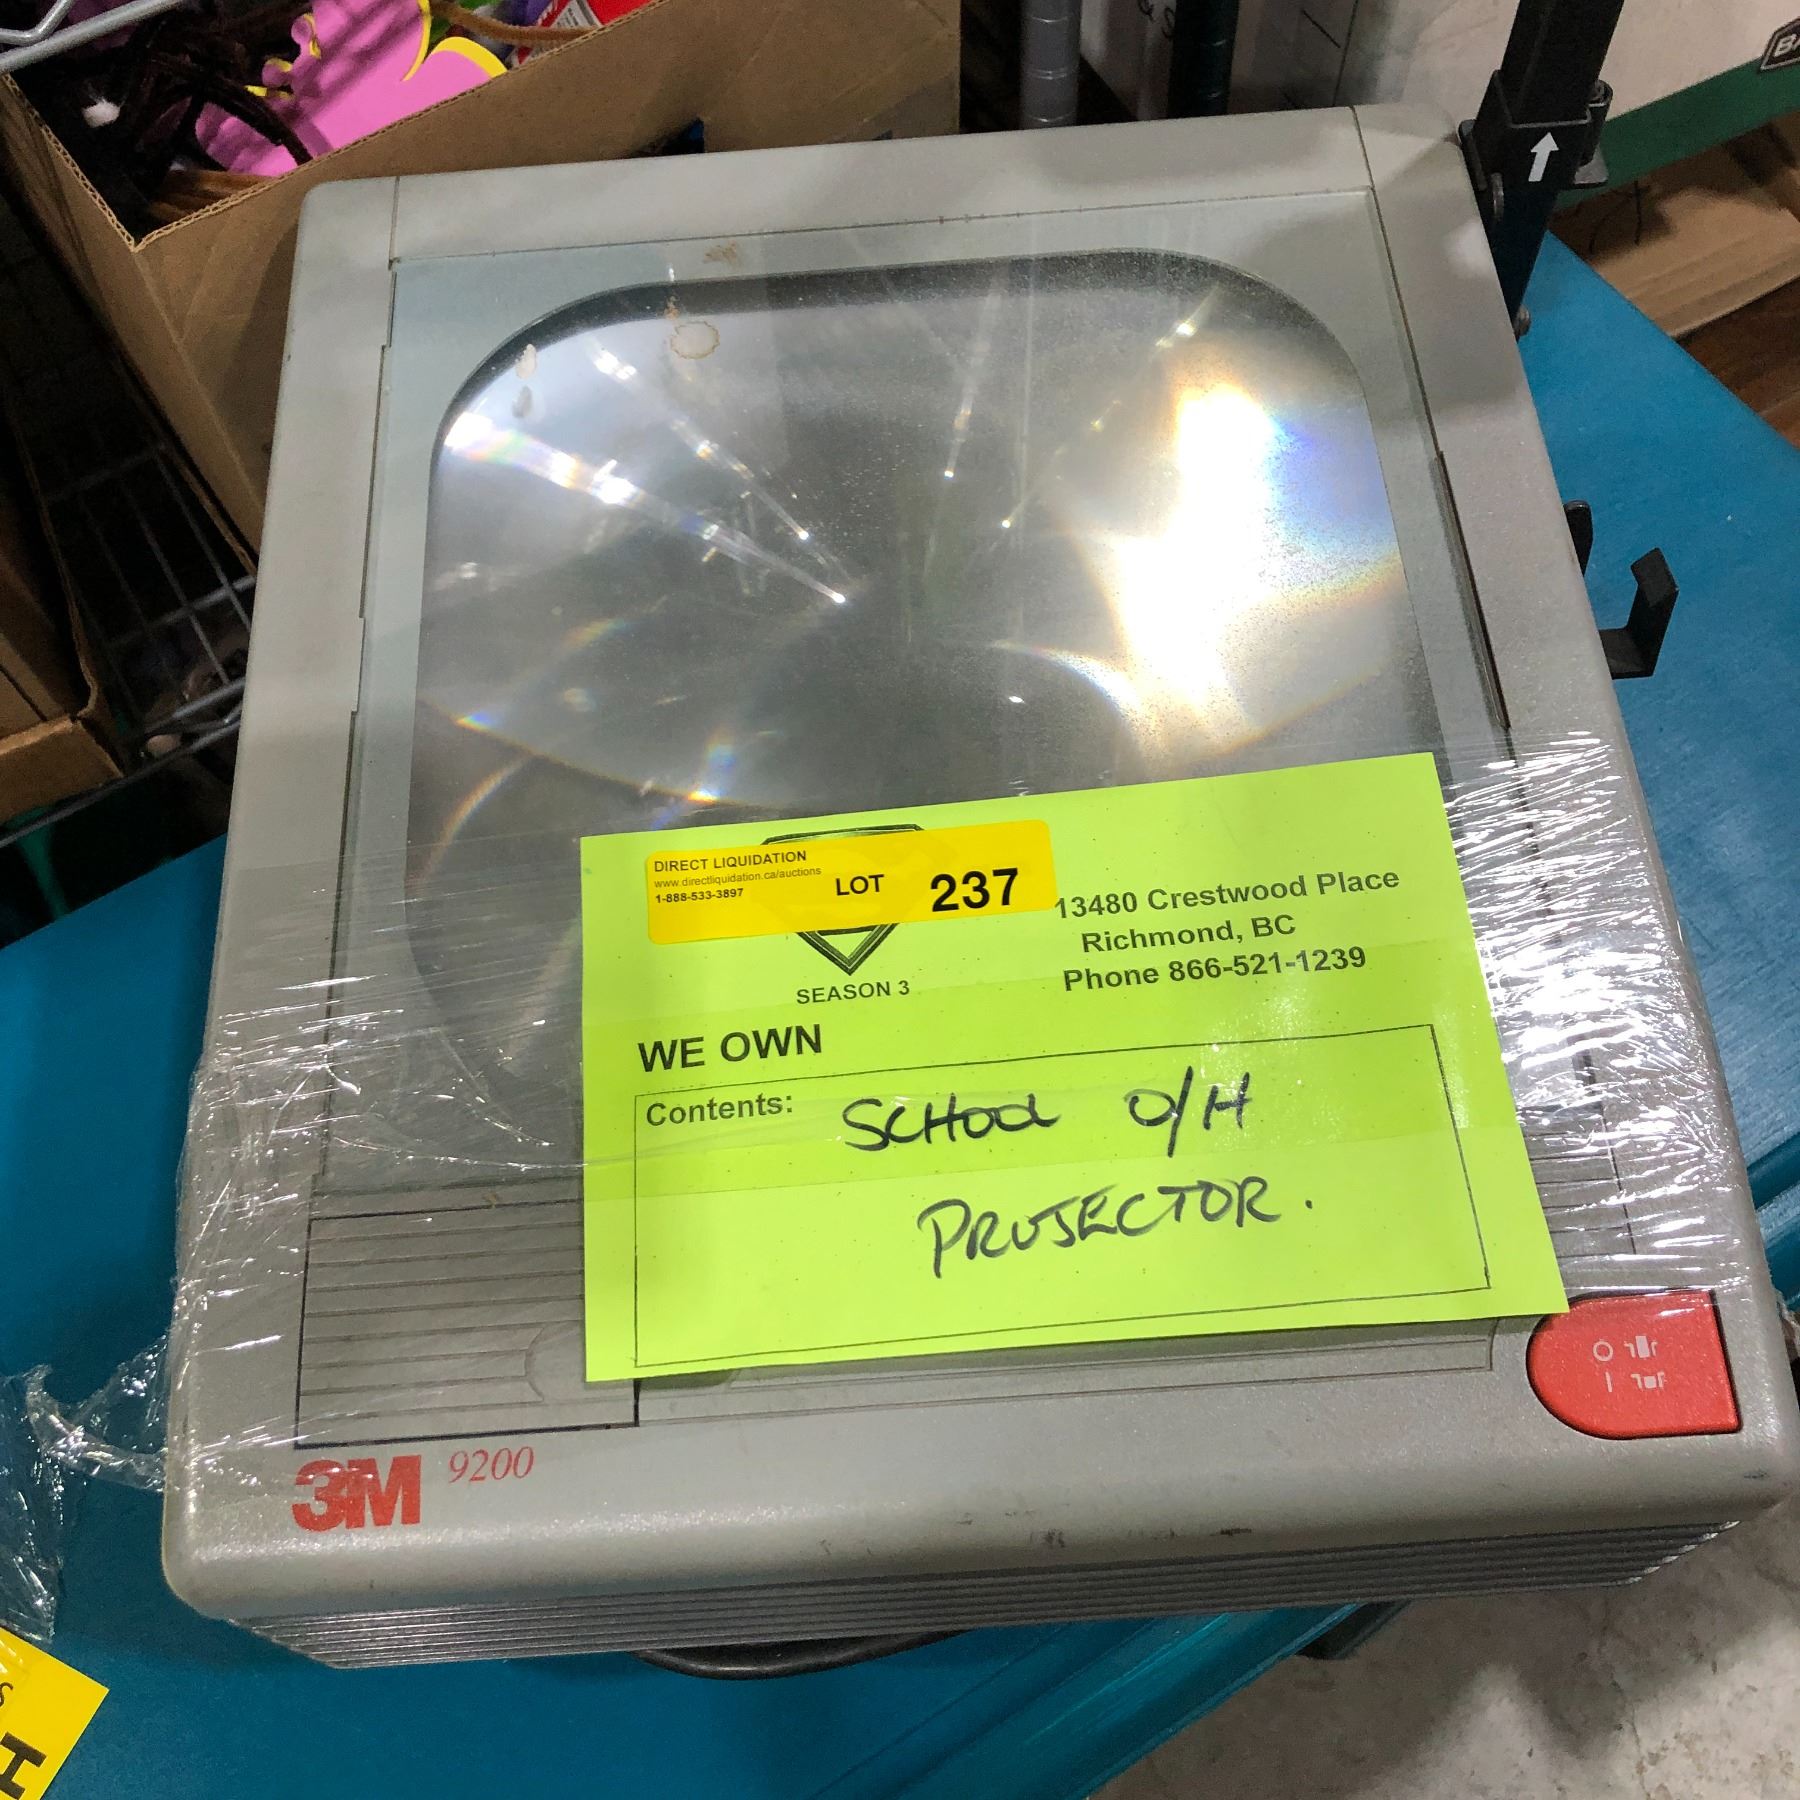 DIRECT LIQUIDATION
www.directliquidation.ca/auctions
1-888-533-3897
LOT 237
13480 Crestwood Place
Richmond, BC
Phone 866-521-1239
SEASON 3
WE OWN
Contents: SCHOOL O/H
PROJECTOR.
3M 9200